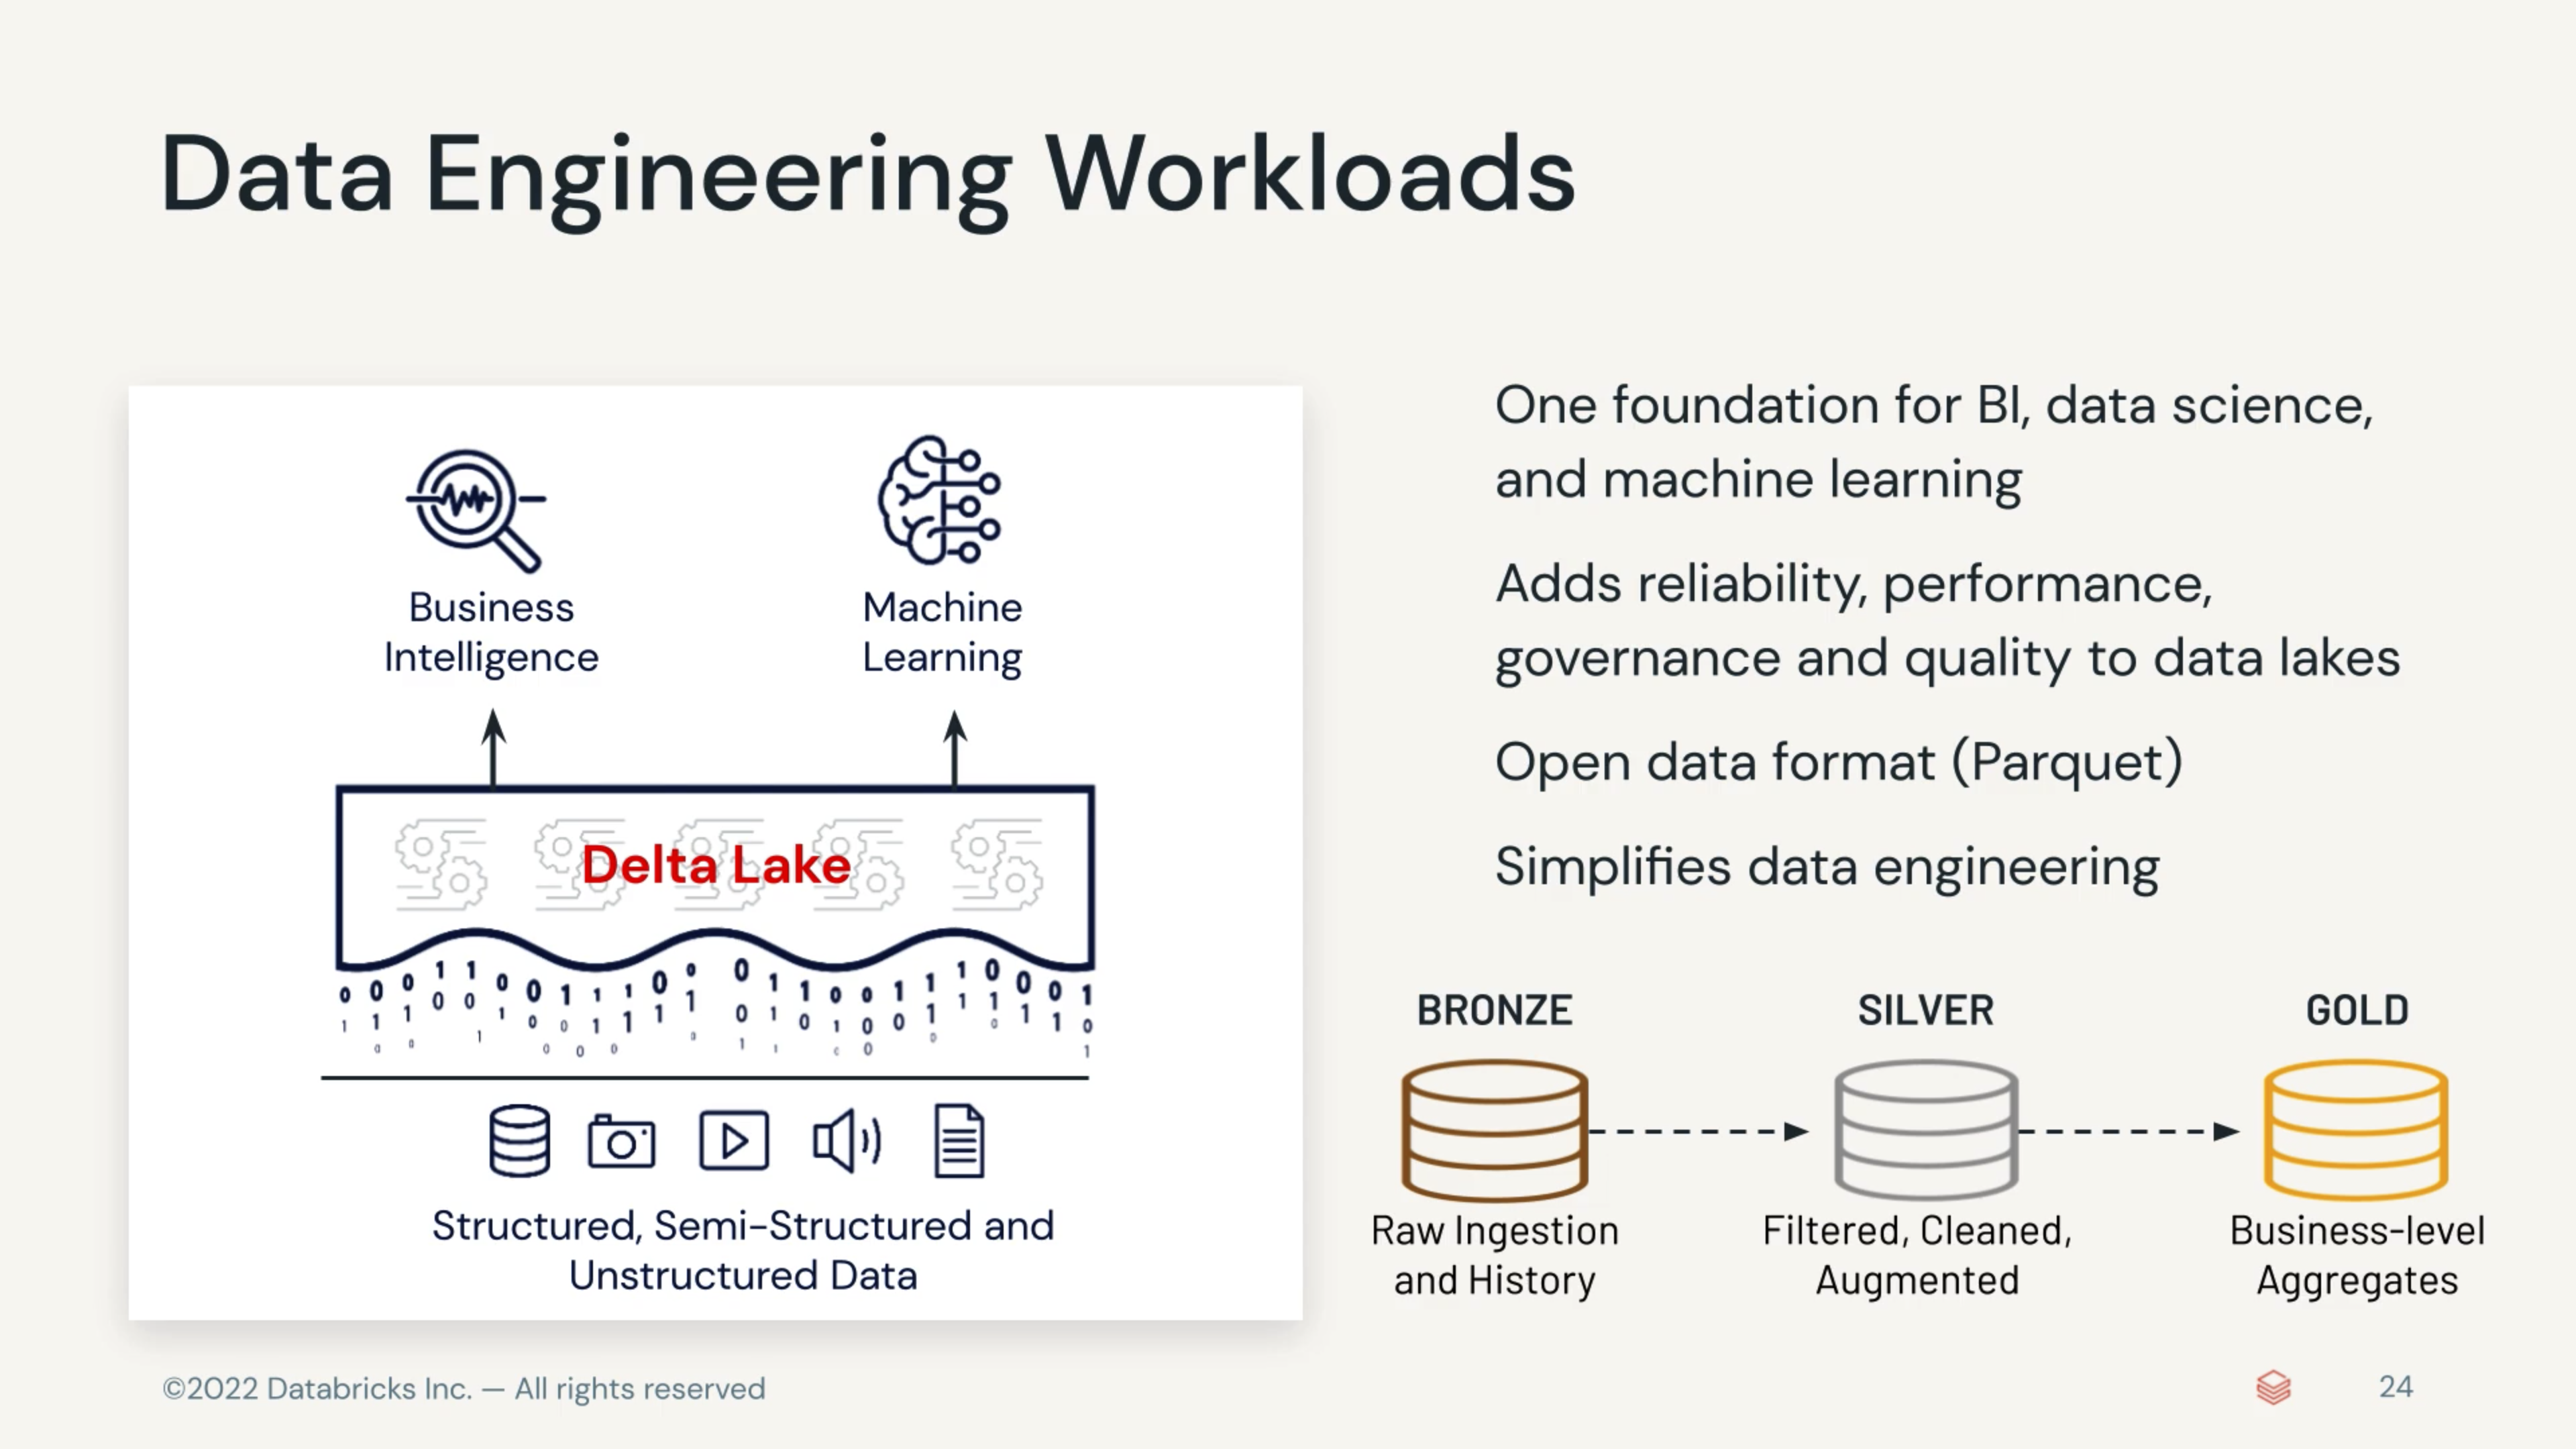 Data Engineering Workloads
Business
Intelligence
Machine
Learning
Delta Lake
Structured, Semi-Structured and
Unstructured Data
One foundation for BI, data science,
and machine learning
Adds reliability, performance,
governance and quality to data lakes
Open data format (Parquet)
Simplifies data engineering
BRONZE
Raw Ingestion
and History
SILVER
Filtered, Cleaned,
Augmented
GOLD
Business-level
Aggregates
©2022 Databricks Inc. — All rights reserved
24